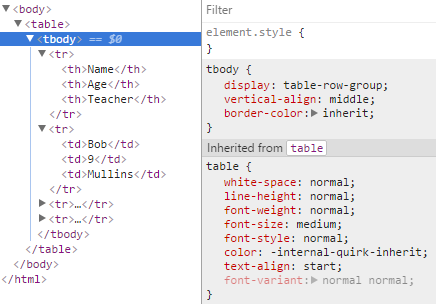 ▼<body>
▼<table>
▼<tbody> == $0
▼<tr>
<th>Name</th>
<th>Age</th>
<th>Teacher</th>
</tr>
▼<tr>
<td>Bob</td>
<td>9</td>
<td>Mullins</td>
</tr>
▶<tr>…</tr>
▶<tr>…</tr>
</tbody>
</table>
</body>
</html>
Filter
element.style {
}
tbody {
display: table-row-group;
vertical-align: middle;
border-color:▶ inherit;
}
Inherited from table
table {
white-space: normal;
line-height: normal;
font-weight: normal;
font-size: medium;
font-style: normal;
color: -internal-quirk-inherit;
text-align: start;
font-variant:▶ normal normal;
}